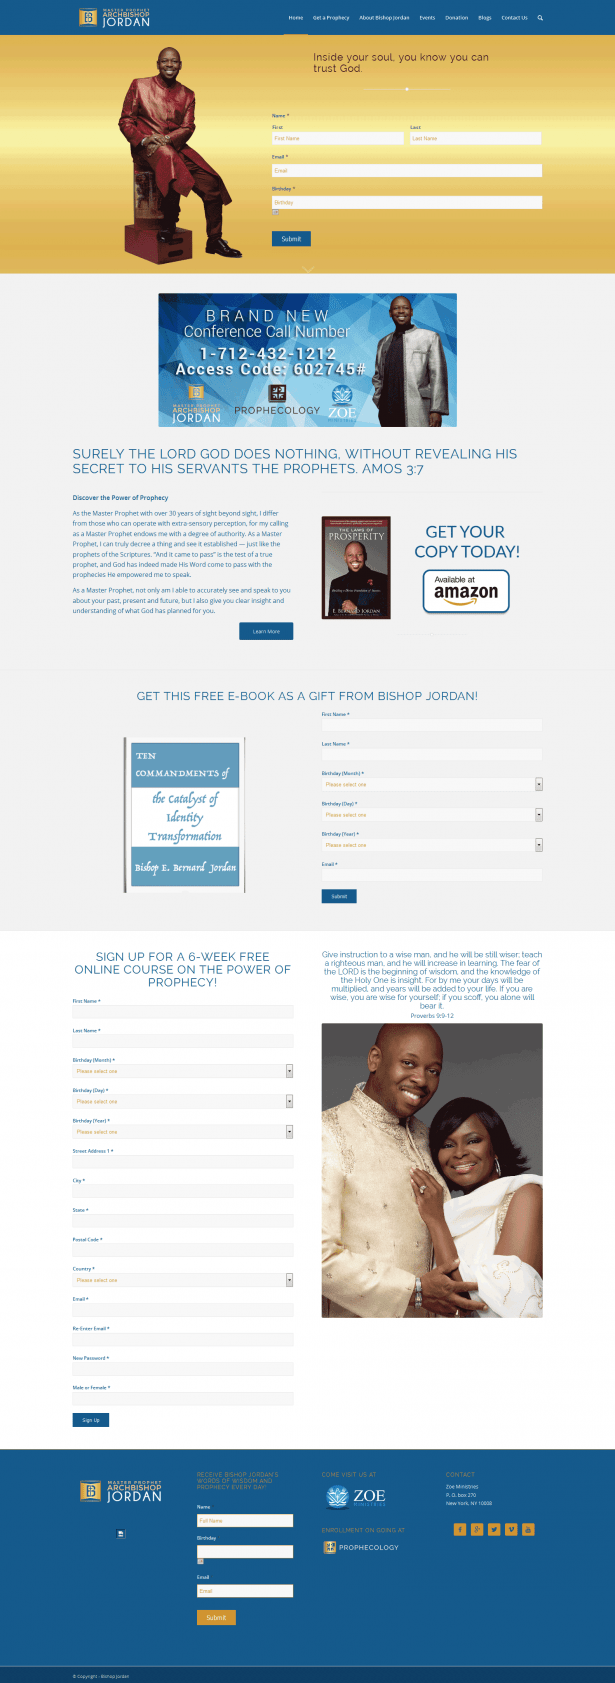 MASTER PROPHET
ARCHBISHOP
JORDAN
Home
Get a Prophecy
About Bishop Jordan
Events
Donation
Blogs
Contact Us
Inside your soul, you know you can
trust God.
Name *
First
Last
First Name
Last Name
Email *
Email
Birthday *
Birthday
Submit
BRAND NEW
Conference Call Number
1-712-432-1212
Access Code: 602745#
MASTER PROPHET
ARCHBISHOP
JORDAN
PROPHECOLOGY
ZOE
MINISTRIES
SURELY THE LORD GOD DOES NOTHING, WITHOUT REVEALING HIS
SECRET TO HIS SERVANTS THE PROPHETS. AMOS 3:7
Discover the Power of Prophecy
As the Master Prophet with over 30 years of sight beyond sight, I differ
from those who can operate with extra-sensory perception, for my calling
as a Master Prophet endows me with a degree of authority. As a Master
Prophet, I can truly decree a thing and see it established — just like the
prophets of the Scriptures. "And it came to pass" is the test of a true
prophet, and God has indeed made His Word come to pass with the
prophecies He empowered me to speak.
As a Master Prophet, not only am I able to accurately see and speak to you
about your past, present and future, but I also give you clear insight and
understanding of what God has planned for you.
Learn More
THE LAWS OF
PROSPERITY
E. BERNARD JORDAN
GET YOUR
COPY TODAY!
Available at
amazon
GET THIS FREE E-BOOK AS A GIFT FROM BISHOP JORDAN!
TEN
COMMANDMENTS of
the Catalyst of
Identity
Transformation
Bishop E. Bernard Jordan
First Name *
Last Name *
Birthday (Month) *
Please select one
Birthday (Day) *
Please select one
Birthday (Year) *
Please select one
Email *
Submit
SIGN UP FOR A 6-WEEK FREE
ONLINE COURSE ON THE POWER OF
PROPHECY!
First Name *
Last Name *
Birthday (Month) *
Please select one
Birthday (Day) *
Please select one
Birthday (Year) *
Please select one
Street Address 1 *
City *
State *
Postal Code *
Country *
Please select one
Email *
Re-Enter Email *
New Password *
Male or Female *
Sign Up
Give instruction to a wise man, and he will be still wiser; teach
a righteous man, and he will increase in learning. The fear of
the LORD is the beginning of wisdom, and the knowledge of
the Holy One is insight. For by me your days will be
multiplied, and years will be added to your life. If you are
wise, you are wise for yourself; if you scoff, you alone will
bear it.
Proverbs 9:9-12
MASTER PROPHET
ARCHBISHOP
JORDAN
RECEIVE BISHOP JORDAN'S
WORDS OF WISDOM AND
PROPHECY EVERY DAY!
Name
Full Name
Birthday
Email
Email
Submit
COME VISIT US AT
ZOE
MINISTRIES
ENROLLMENT ON GOING AT
PROPHECOLOGY
CONTACT
Zoe Ministries
P. O. box 270
New York, NY 10008
© Copyright - Bishop Jordan